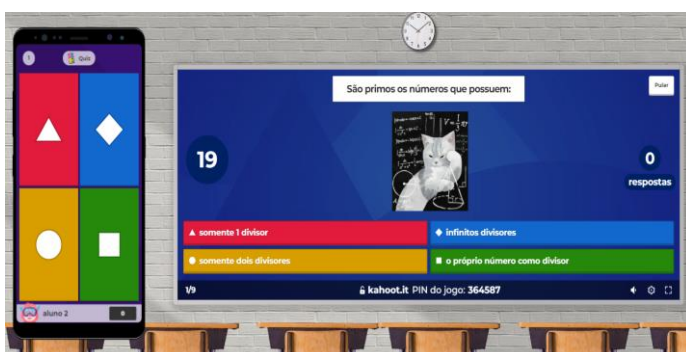 1
Quiz
aluno 2
0
São primos os números que possuem:
Pular
19
0
respostas
somente 1 divisor
infinitos divisores
somente dois divisores
o próprio número como divisor
1/9
kahoot.it PIN do jogo: 364587